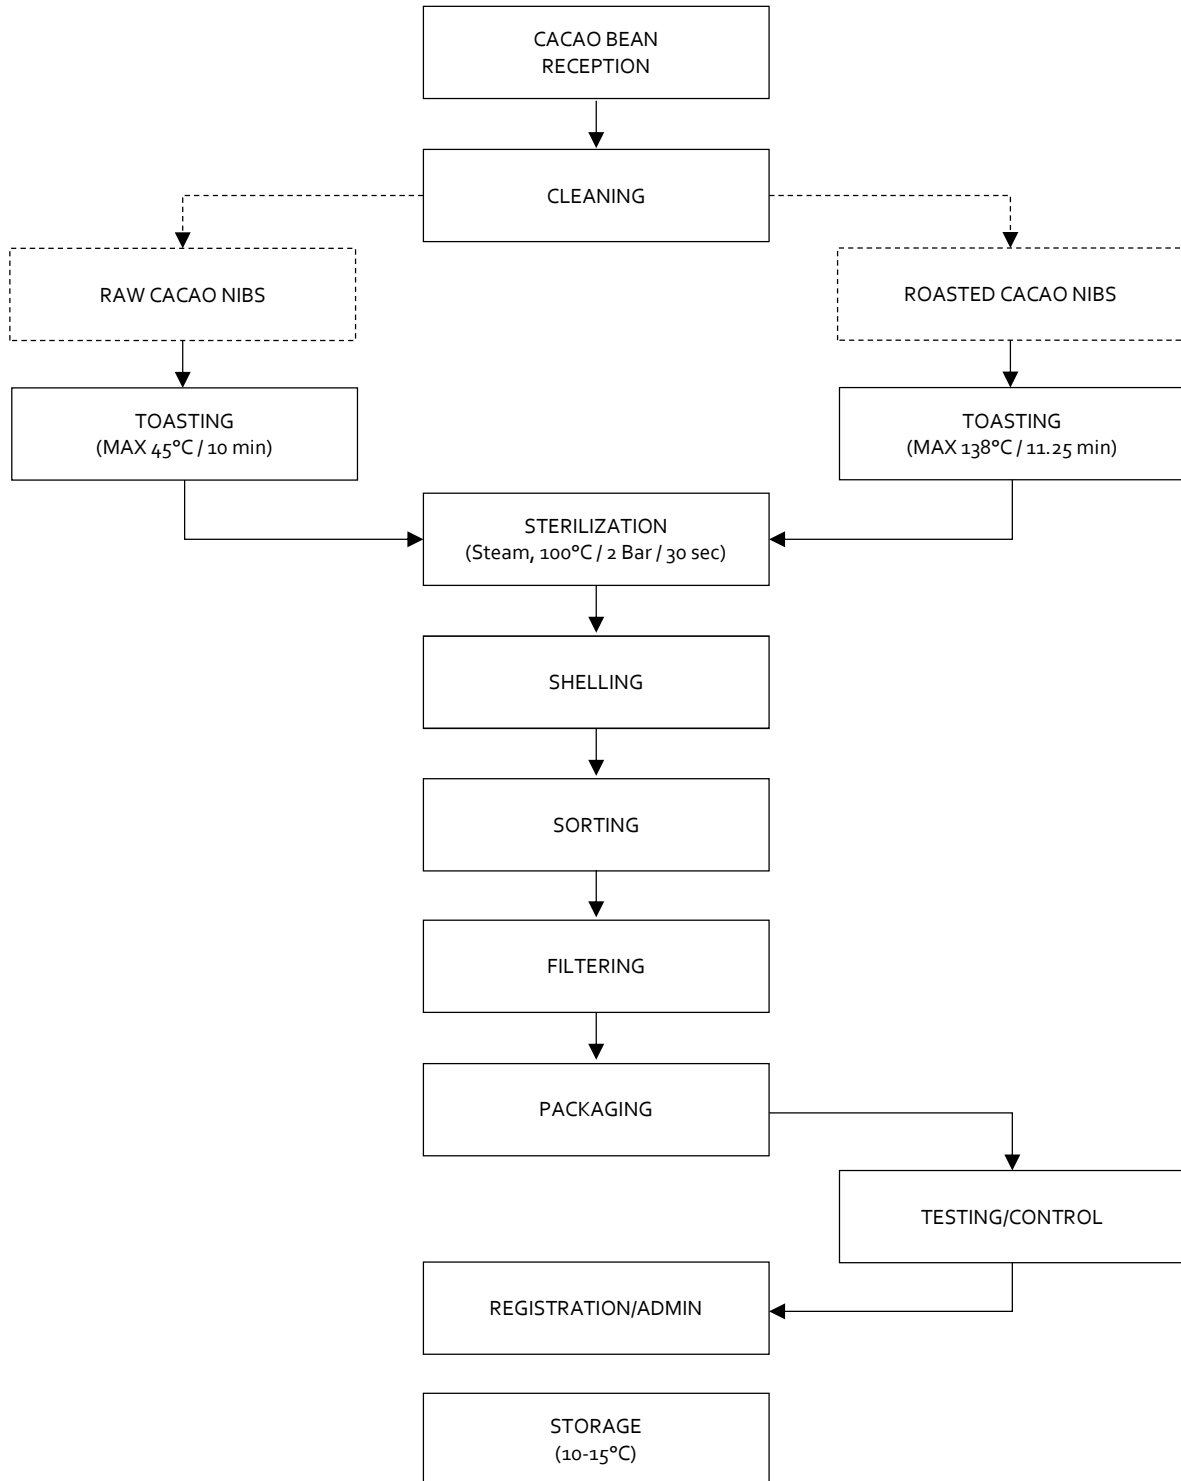 CACAO BEAN
RECEPTION
CLEANING
RAW CACAO NIBS
ROASTED CACAO NIBS
TOASTING
(MAX 45°C / 10 min)
TOASTING
(MAX 138°C / 11.25 min)
STERILIZATION
(Steam, 100°C / 2 Bar / 30 sec)
SHELLING
SORTING
FILTERING
PACKAGING
TESTING/CONTROL
REGISTRATION/ADMIN
STORAGE
(10-15°C)